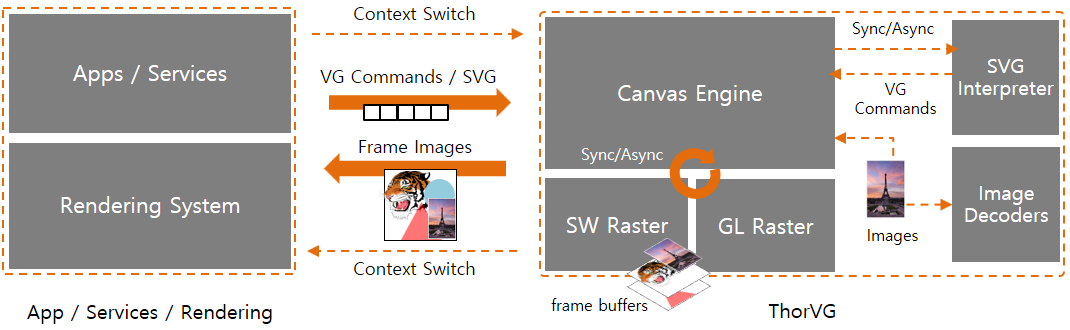 Context Switch
Apps / Services
VG Commands / SVG
Frame Images
Rendering System
Context Switch
App / Services / Rendering
Canvas Engine
Sync/Async
SW Raster
GL Raster
frame buffers
Sync/Async
SVG
Interpreter
VG
Commands
Images
Image
Decoders
ThorVG